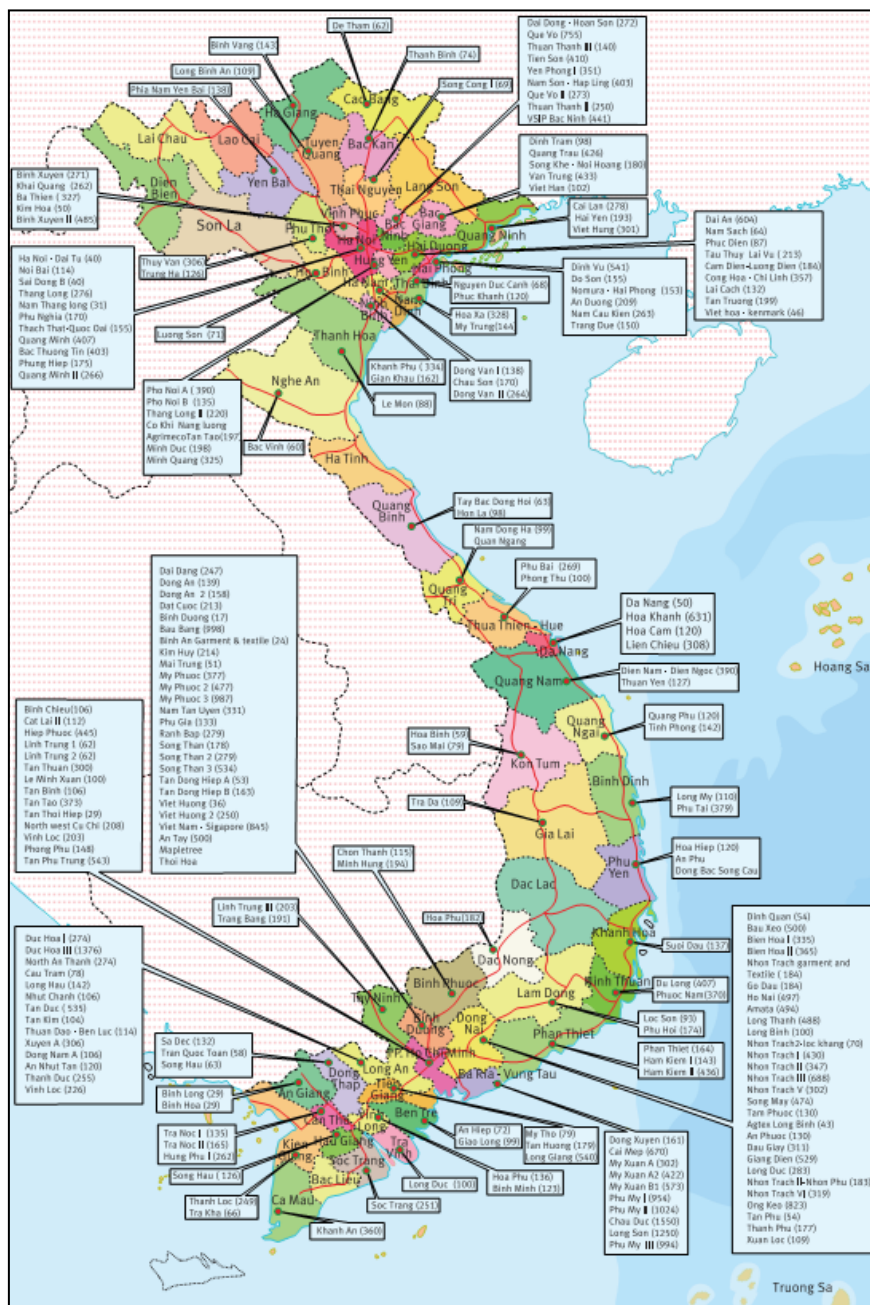 De Tham (62)
Binh Vang (143)
Thanh Binh (74)
Long Binh An (109)
Song Cong I (69)
Phia Nam Yen Bai (138)
Dai Dong - Hoan Son (272)
Que Vo (755)
Thuan Thanh III (140)
Tien Son (410)
Yen Phong I (351)
Nam Son - Hap Ling (403)
Que Vo II (273)
Thuan Thanh II (250)
VSIP Bac Ninh (441)
Dinh Tram (98)
Quang Trau (426)
Song Khe - Noi Hoang (180)
Van Trung (433)
Viet Han (102)
Cai Lan (278)
Hai Yen (193)
Viet Hung (301)
Dai An (604)
Nam Sach (64)
Phuc Dien (87)
Tau Thuy Lai Vu (213)
Cam Dien-Luong Dien (184)
Cong Hoa - Chi Linh (357)
Lai Cach (132)
Tan Truong (199)
Viet hoa - kenmark (46)
Binh Xuyen (271)
Khai Quang (262)
Ba Thien (327)
Kim Hoa (50)
Binh Xuyen II (485)
Ha Noi - Dai Tu (40)
Noi Bai (114)
Sai Dong B (40)
Thang Long (276)
Nam Thang long (31)
Phu Nghia (170)
Thach That-Quoc Oai (155)
Quang Minh (407)
Bac Thuong Tin (403)
Phung Hiep (175)
Quang Minh II (266)
Thuy Van (306)
Trung Ha (126)
Luong Son (71)
Dinh Vu (541)
Do Son (155)
Nomura - Hai Phong (153)
An Duong (209)
Nam Cau Kien (263)
Trang Due (150)
Nguyen Duc Canh (68)
Phuc Khanh (120)
Hoa Xa (328)
My Trung(164
Khanh Phu (334)
Gian Khau (162)
Dong Van I (138)
Chau Son (170)
Dong Van II (264)
Pho Noi A (390)
Pho Noi B (135)
Thang Long II (220)
Co Khi Nang luong
AgrimecoTan Tao(197)
Minh Duc (198)
Minh Quang (325)
Le Mon (88)
Bac Vinh (60)
Ha Giang
Cao Bang
Lai Chau
Lao Cai
Tuyen
Quang
Bac Kan
Dien
Bien
Yen Bai
Thai Nguyen
Lang Son
Son La
Phu Tho
Vinh Phuc
Bac
Ninh
Bac
Giang
Quang Ninh
Ha Noi
Hai Duong
Hung Yen
Hai Phong
Hoa Binh
Ha Nam
Thai Binh
Nam
Dinh
Ninh
Binh
Thanh Hoa
Nghe An
Ha Tinh
Quang
Binh
Tay Bac Dong Hoi (63)
Hon La (98)
Nam Dong Ha (99)
Quan Ngang
Quang
Tri
Phu Bai (269)
Phong Thu (100)
Thua Thien - Hue
Da Nang (50)
Hoa Khanh (631)
Hoa Cam (120)
Lien Chieu (308)
Da Nang
Hoang Sa
Dien Nam - Dien Ngoc (390)
Thuan Yen (127)
Quang Nam
Quang
Ngai
Quang Phu (120)
Tinh Phong (142)
Hoa Binh (59)
Sao Mai (79)
Kon Tum
Binh Dinh
Long My (110)
Phu Tai (379)
Tra Da (109)
Gia Lai
Phu
Yen
Hoa Hiep (120)
An Phu
Dong Bac Song Cau
Dac Lac
Dai Dang (247)
Dong An (139)
Dong An 2 (158)
Dat Cuoc (213)
Binh Duong (17)
Bau Bang (998)
Binh An Garment & textile (24)
Kim Huy (214)
Mai Trung (51)
My Phuoc (377)
My Phuoc 2 (477)
My Phuoc 3 (987)
Nam Tan Uyen (331)
Phu Gia (133)
Ranh Bap (279)
Song Than (178)
Song Than 2 (279)
Song Than 3 (534)
Tan Dong Hiep A (53)
Tan Dong Hiep B (163)
Viet Huong (36)
Viet Huong 2 (250)
Viet Nam - Sigapore (845)
An Tay (500)
Mapletree
Thoi Hoa
Binh Chieu(106)
Cat Lai II (112)
Hiep Phuoc (445)
Linh Trung 1 (62)
Linh Trung 2 (62)
Tan Thuan (300)
Le Minh Xuan (100)
Tan Binh (106)
Tan Tao (373)
Tan Thoi Hiep (29)
North west Cu Chi (208)
Vinh Loc (203)
Phong Phu (148)
Tan Phu Trung (543)
Chon Thanh (115)
Minh Hung (194)
Linh Trung III (203)
Trang Bang (191)
Hoa Phu(182)
Dac Nong
Khanh Hoa
Suoi Dau (137)
Binh Phuoc
Tay Ninh
Lam Dong
Ninh Thuan
Du Long (407)
Phuoc Nam(370)
Loc Son (93)
Phu Hoi (174)
Binh
Duong
Dong
Nai
Phan Thiet
Phan Thiet (164)
Ham Kiem I (143)
Ham Kiem II (436)
Duc Hoa I (274)
Duc Hoa III (1376)
North An Thanh (274)
Cau Tram (78)
Long Hau (142)
Nhut Chanh (106)
Tan Duc (535)
Tan Kim (104)
Thuan Dao - Ben Luc (114)
Xuyen A (306)
Dong Nam A (106)
An Nhut Tan (120)
Thanh Duc (255)
Vinh Loc (226)
Sa Dec (132)
Tran Quoc Toan (58)
Song Hau (63)
TP. Ho Chi Minh
Ba Ria - Vung Tau
Long An
Dong
Thap
Tien
Giang
An Giang
Ben Tre
Vinh
Long
Can Tho
Binh Long (29)
Binh Hoa (29)
Tra Noc I (135)
Tra Noc II (165)
Hung Phu I (262)
Kien
Giang
Hau Giang
Tra
Vinh
Soc Trang
Bac Lieu
Ca Mau
Song Hau (126)
Thanh Loc (249)
Tra Kha (66)
Khanh An (360)
Soc Trang (251)
Long Duc (100)
An Hiep (72)
Giao Long (99)
My Tho (79)
Tan Huong (179)
Long Giang (540)
Hoa Phu (136)
Binh Minh (123)
Dong Xuyen (161)
Cai Mep (670)
My Xuan A (302)
My Xuan A2 (422)
My Xuan B1 (573)
Phu My I (954)
Phu My II (1024)
Chau Duc (1550)
Long Son (1250)
Phu My III (994)
Dinh Quan (54)
Bau Xeo (500)
Bien Hoa I (335)
Bien Hoa II (365)
Nhon Trach garment and
Textile (184)
Go Dau (184)
Ho Nai (497)
Amata (494)
Long Thanh (488)
Long Binh (100)
Nhon Trach2-loc khang (70)
Nhon Trach I (430)
Nhon Trach II (347)
Nhon Trach III (688)
Nhon Trach V (302)
Song May (474)
Tam Phuoc (130)
Agtex Long Binh (43)
An Phuoc (130)
Dau Giay (311)
Giang Dien (529)
Long Duc (283)
Nhon Trach II-Nhon Phu (183)
Nhon Trach VI (319)
Ong Keo (823)
Tan Phu (54)
Thanh Phu (177)
Xuan Loc (109)
Truong Sa